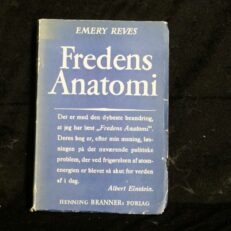 EMERY REVES
Fredens
Anatomi
Det er med den dybeste beundring,
at jeg har læst „Fredens Anatomi".
Deres bog er, efter min mening, løs-
ningen på det nuværende politiske
problem, der ved frigørelsen af atom-
energien er blevet så akut for verden
af i dag.
Albert Einstein.
HENNING BRANNERS FORLAG